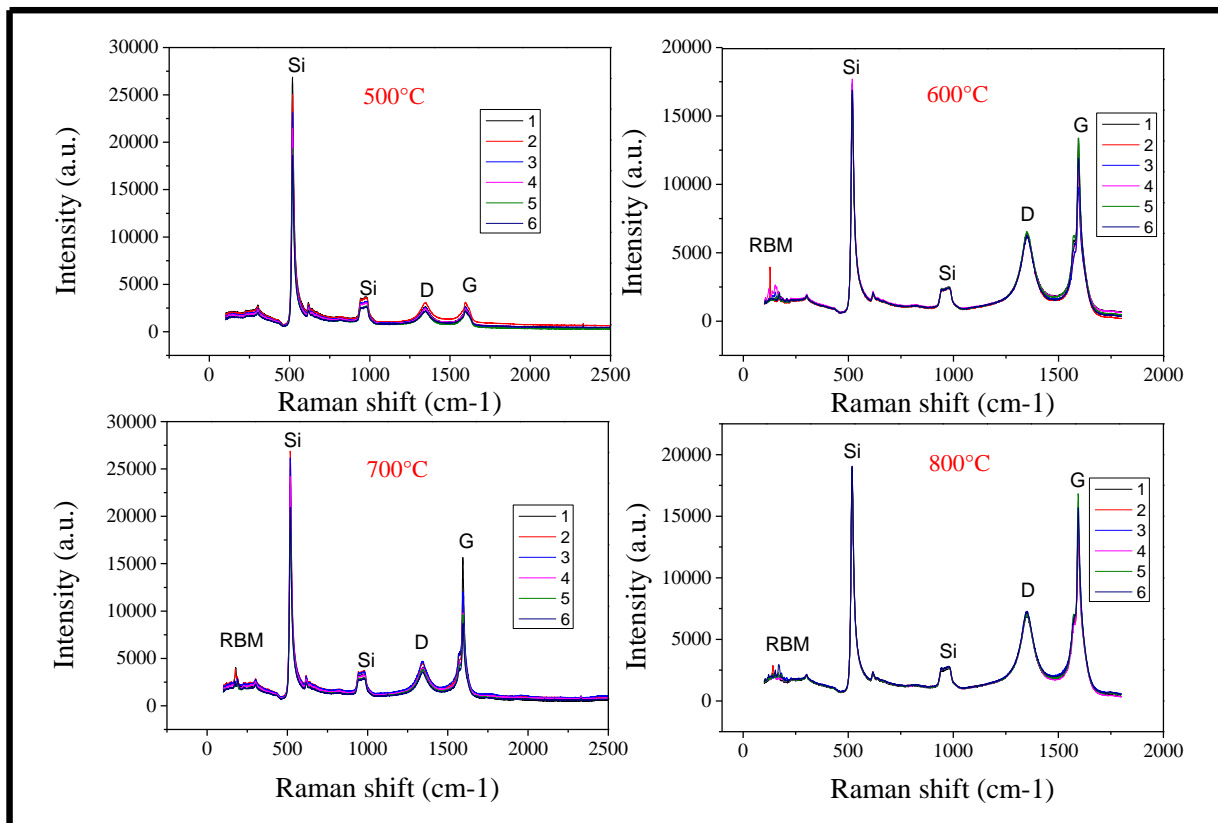 30000
25000
20000
15000
10000
5000
0
Intensity (a.u.)
Si
500°C
1
2
3
4
5
6
Si
D
G
0
500
1000
1500
2000
2500
Raman shift (cm-1)
20000
15000
10000
5000
0
Intensity (a.u.)
Si
600°C
G
1
2
3
4
5
6
D
RBM
Si
0
500
1000
1500
2000
Raman shift (cm-1)
30000
25000
20000
15000
10000
5000
0
Intensity (a.u.)
Si
700°C
1
2
3
4
5
6
G
RBM
Si
D
0
500
1000
1500
2000
2500
Raman shift (cm-1)
20000
15000
10000
5000
0
Intensity (a.u.)
Si
800°C
G
1
2
3
4
5
6
D
RBM
Si
0
500
1000
1500
2000
Raman shift (cm-1)